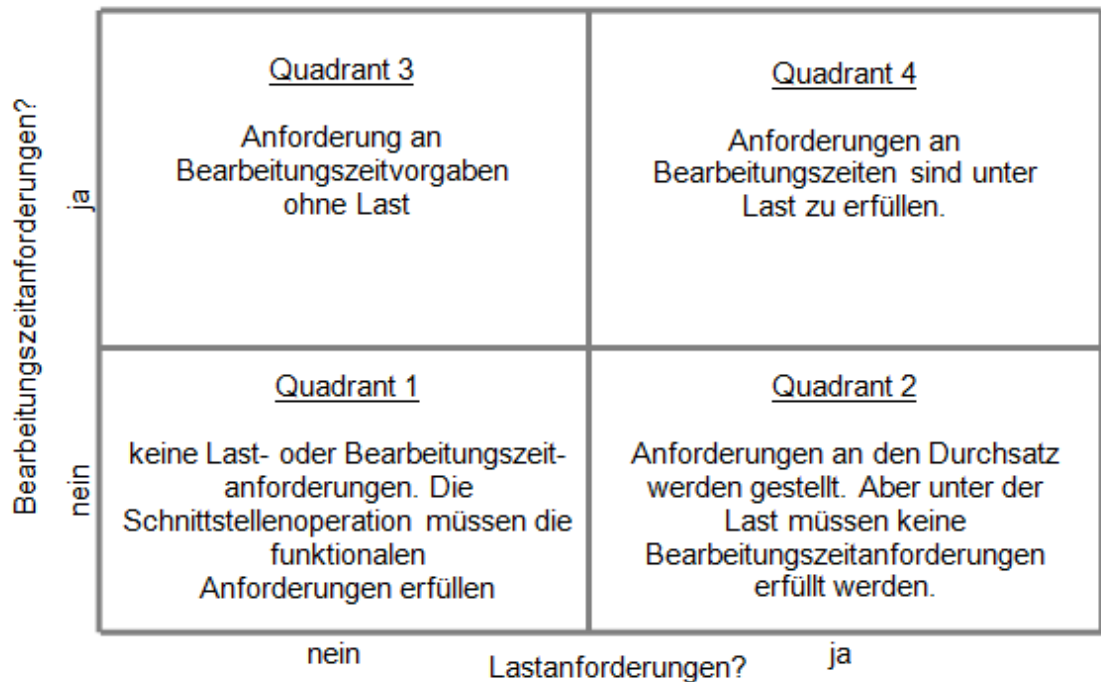 Bearbeitungszeitanforderungen?
ja
nein
Quadrant 3
Anforderung an
Bearbeitungszeitvorgaben
ohne Last
Quadrant 4
Anforderungen an
Bearbeitungszeiten sind unter
Last zu erfüllen.
Quadrant 1
keine Last- oder Bearbeitungszeit-
anforderungen. Die
Schnittstellenoperation müssen die
funktionalen
Anforderungen erfüllen
Quadrant 2
Anforderungen an den Durchsatz
werden gestellt. Aber unter der
Last müssen keine
Bearbeitungszeitanforderungen
erfüllt werden.
nein
Lastanforderungen?
ja